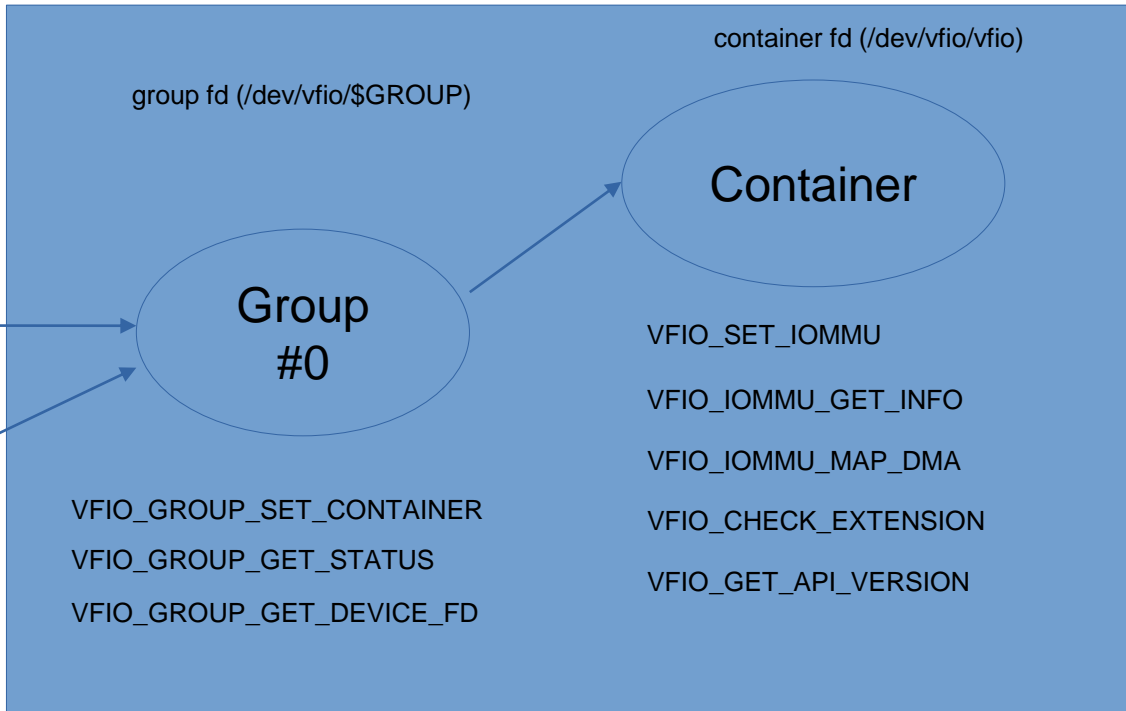 container fd (/dev/vfio/vfio)
group fd (/dev/vfio/$GROUP)
Container
Group
#0
VFIO_SET_IOMMU
VFIO_IOMMU_GET_INFO
VFIO_IOMMU_MAP_DMA
VFIO_CHECK_EXTENSION
VFIO_GET_API_VERSION
VFIO_GROUP_SET_CONTAINER
VFIO_GROUP_GET_STATUS
VFIO_GROUP_GET_DEVICE_FD